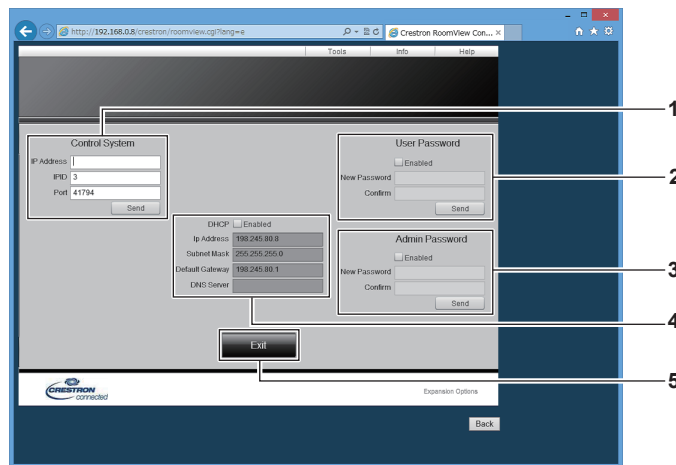 http://192.168.0.8/crestron/roomview.cgi?lang=e
Crestron RoomView Con... ×
Tools Info Help
1
Control System
IP Address
IPID 3
Port 41794
Send
User Password
Enabled
New Password
Confirm
Send
2
DHCP Enabled
Ip Address 198.245.80.8
Subnet Mask 255.255.255.0
Default Gateway 198.245.80.1
DNS Server
Admin Password
Enabled
New Password
Confirm
Send
3
4
Exit
5
CRESTRON
connected
Expansion Options
Back